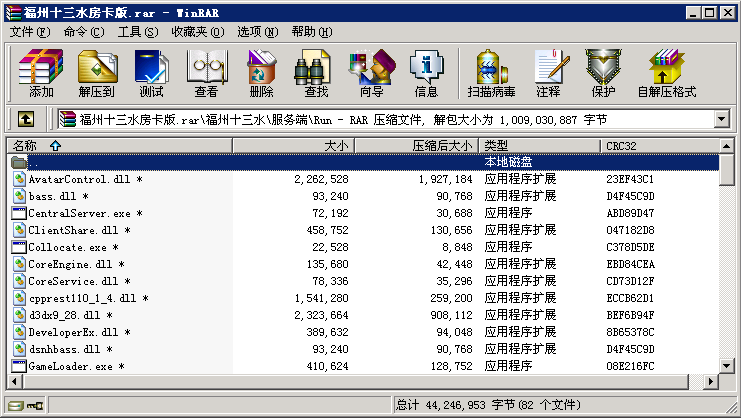 福州十三水房卡版.rar - WinRAR
文件(F) 命令(C) 工具(S) 收藏夹(O) 选项(N) 帮助(H)
添加 解压到 测试 查看 删除 查找 向导 信息 扫描病毒 注释 保护 自解压格式
福州十三水房卡版.rar\福州十三水\服务端\Run - RAR 压缩文件, 解包大小为 1,009,030,887 字节
名称 大小 压缩后大小 类型 CRC32
.. 本地磁盘
AvatarControl.dll * 2,262,528 1,927,184 应用程序扩展 23EF43C1
bass.dll * 93,240 90,768 应用程序扩展 D4F45C9D
CentralServer.exe * 72,192 30,688 应用程序 ABD89D47
ClientShare.dll * 458,752 130,656 应用程序扩展 047182D8
Collocate.exe * 22,528 8,848 应用程序 C378D5DE
CoreEngine.dll * 135,680 42,448 应用程序扩展 EBD84CEA
CoreService.dll * 78,336 35,296 应用程序扩展 CD73D12F
cpprest110_1_4.dll * 1,541,280 259,200 应用程序扩展 ECCB62D1
d3dx9_28.dll * 2,323,664 908,112 应用程序扩展 BEF6B94F
DeveloperEx.dll * 389,632 94,048 应用程序扩展 8B65378C
dsnhbass.dll * 93,240 90,768 应用程序扩展 D4F45C9D
GameLoader.exe * 410,624 128,752 应用程序 08E216FC
总计 44,246,953 字节(82 个文件)